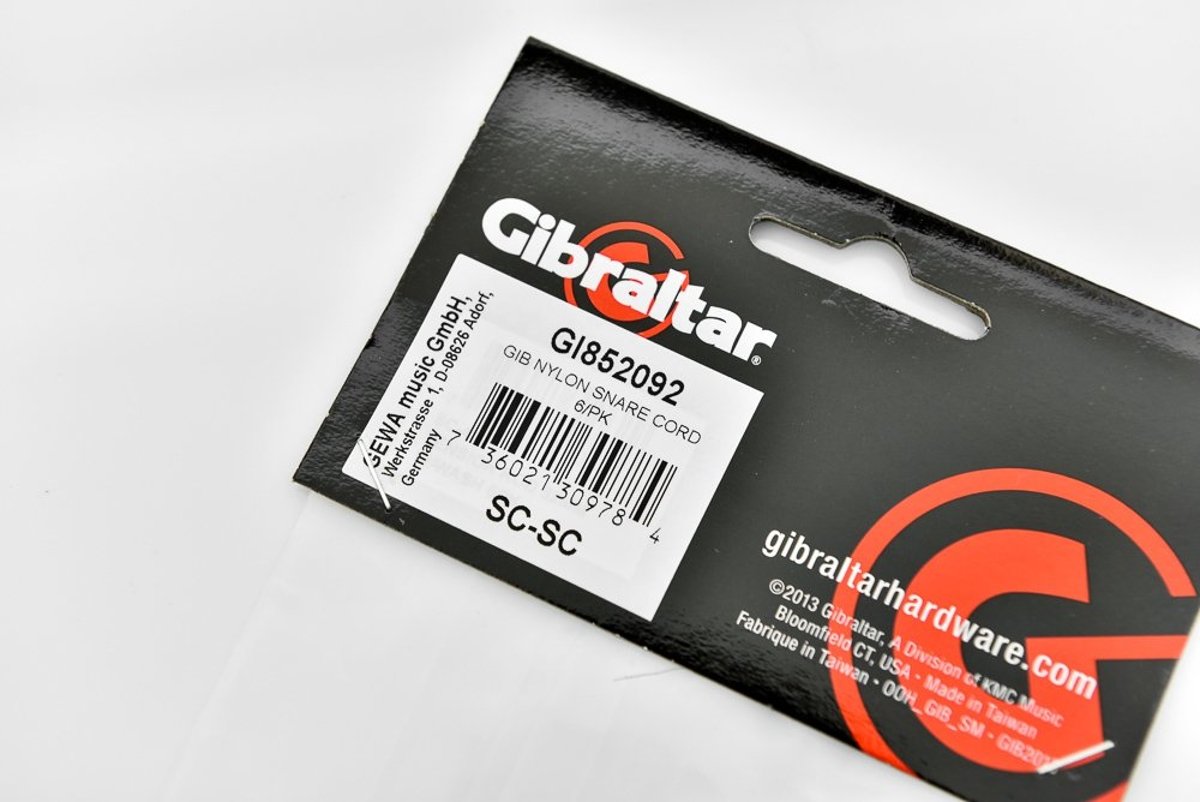 Gibraltar®
GEWA music GmbH,
Werkstrasse 1, D-08626 Adorf,
Germany
GI852092
GIB NYLON SNARE CORD
6/PK
7 36021 30978 4
SC-SC
gibraltarhardware.com
©2013 Gibraltar, A Division of KMC Music
Bloomfield CT, USA - Made in Taiwan
Fabrique in Taiwan - OOH_GIB_SM -